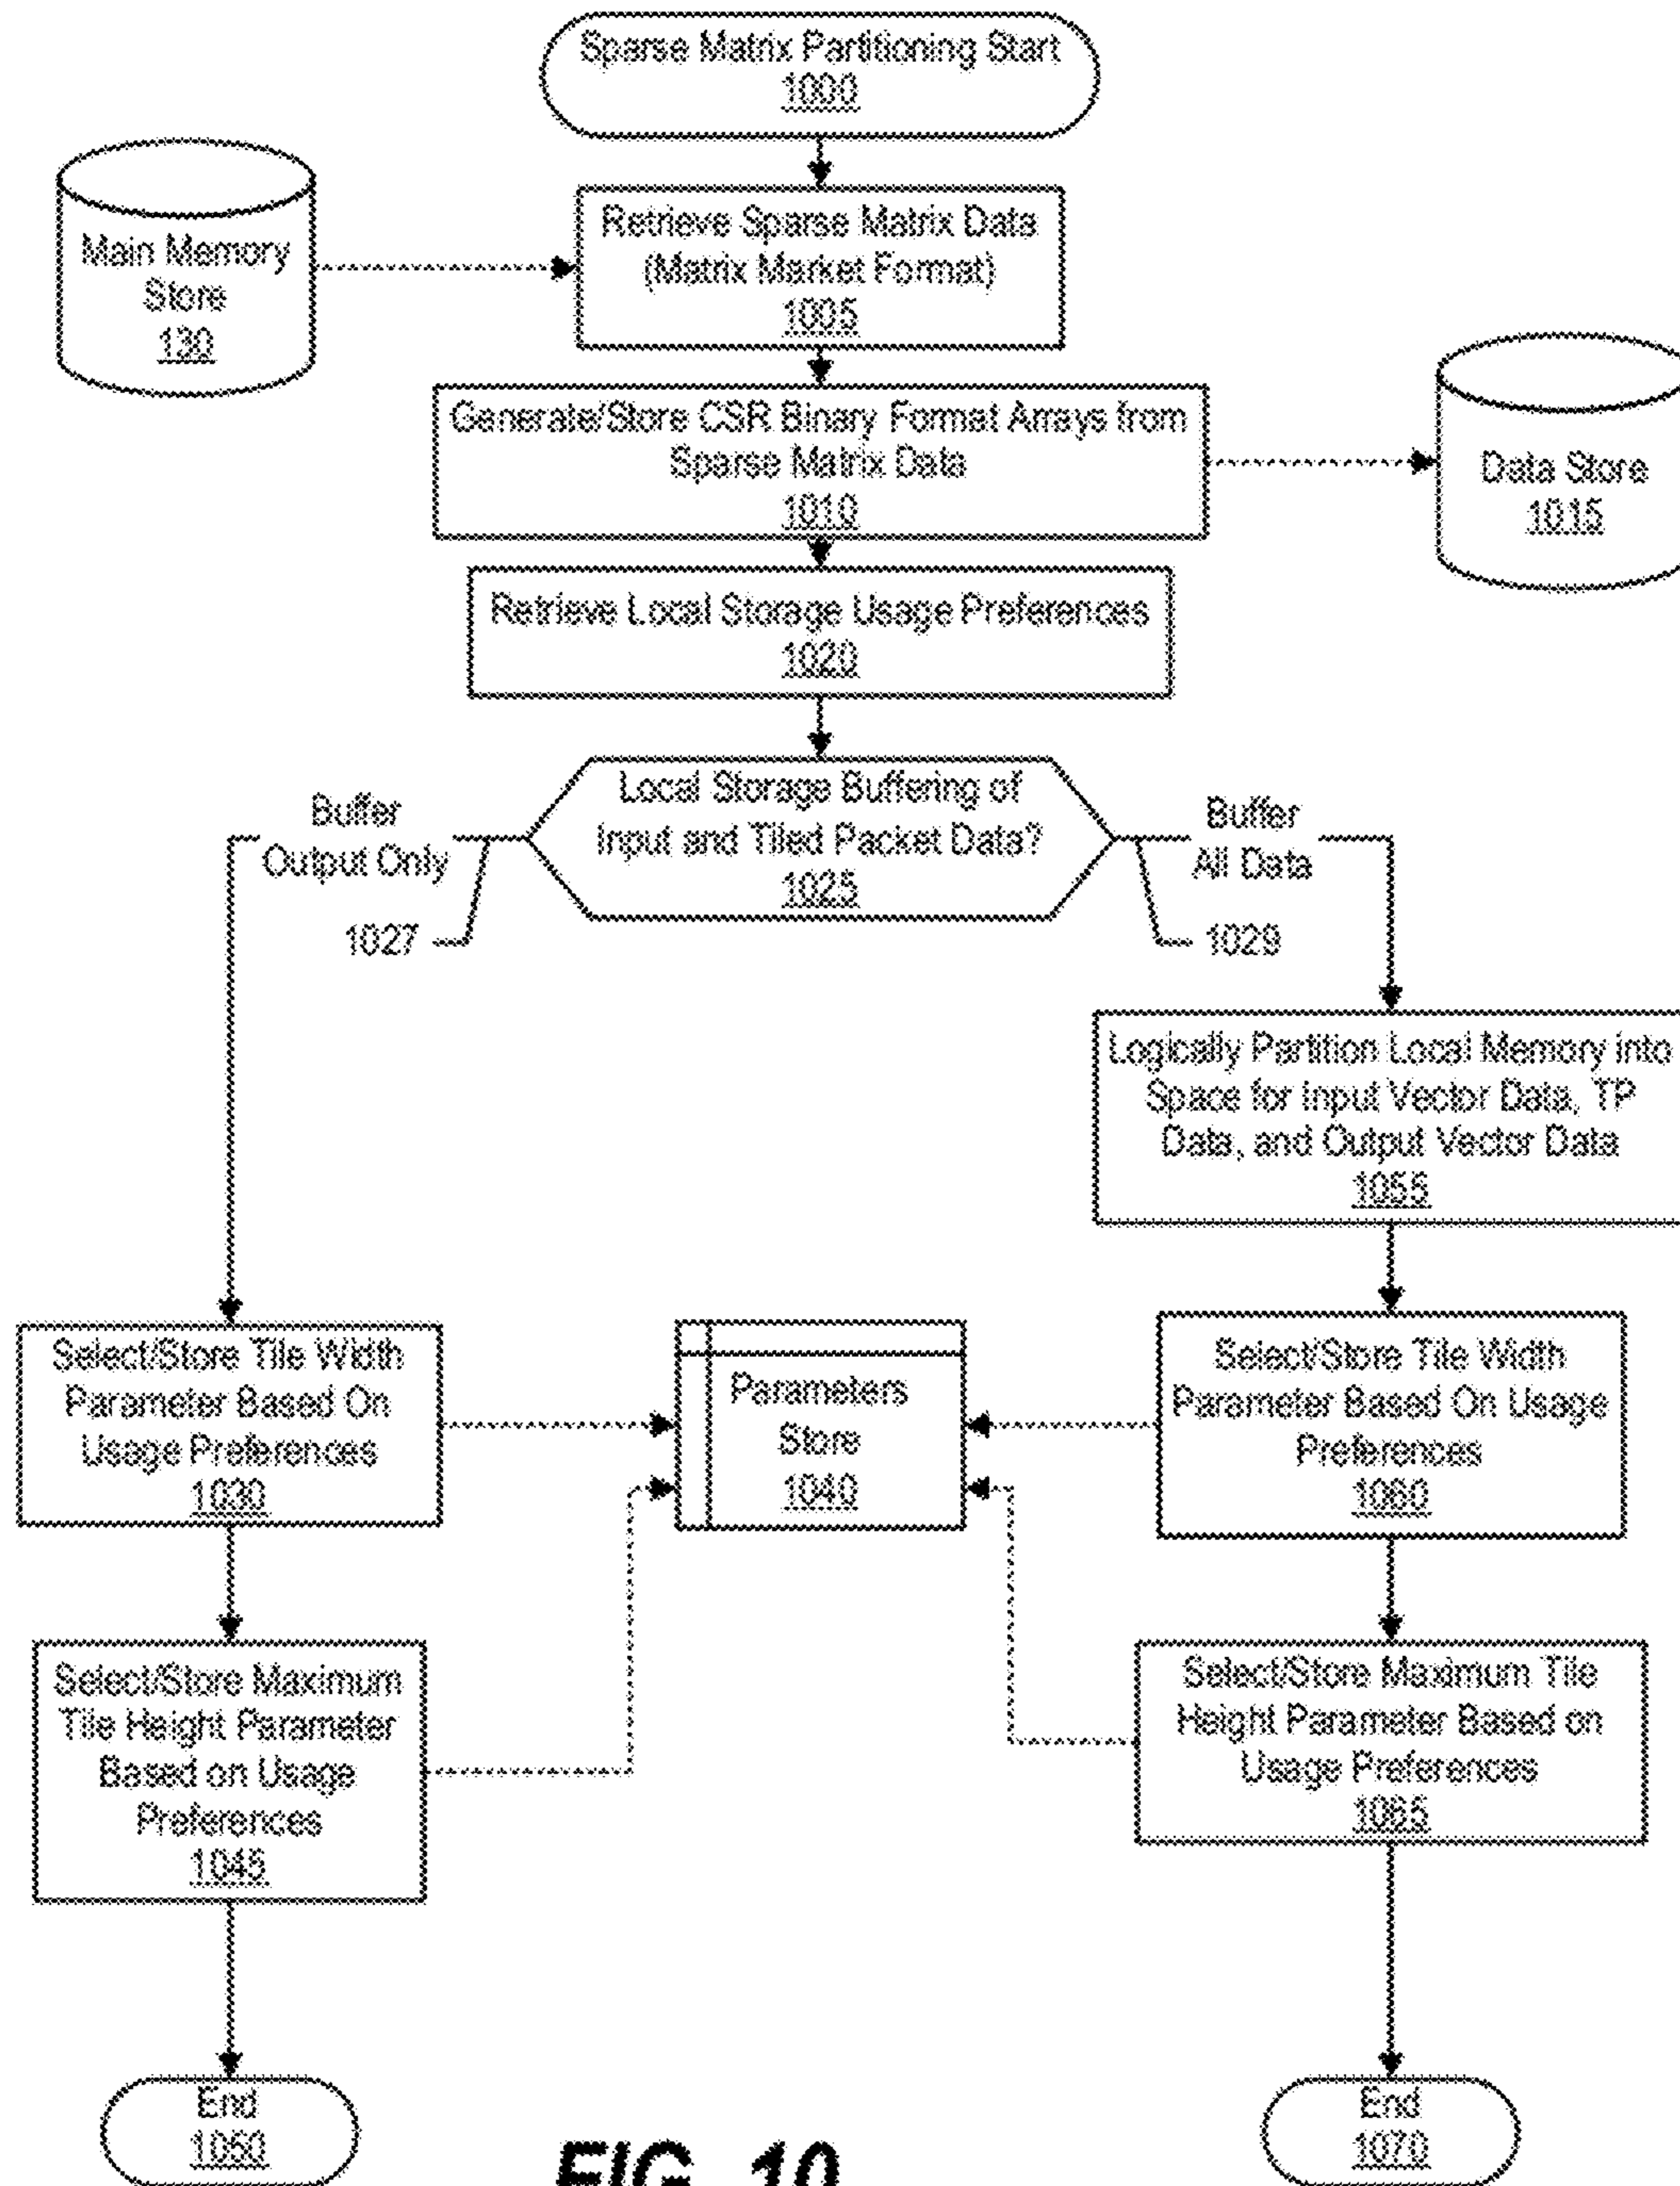 Sparse Matrix Partitioning Start
1000
Main Memory
Store
130
Retrieve Sparse Matrix Data
(Matrix Market Format)
1005
Generate/Store CSR Binary Format Arrays from
Sparse Matrix Data
1010
Data Store
1015
Retrieve Local Storage Usage Preferences
1020
Local Storage Buffering of
Input and Tiled Packet Data?
1025
Buffer
Output Only
1027
Buffer
All Data
1029
Logically Partition Local Memory into
Space for Input Vector Data, TP
Data, and Output Vector Data
1055
Select/Store Tile Width
Parameter Based On
Usage Preferences
1030
Parameters
Store
1040
Select/Store Tile Width
Parameter Based On Usage
Preferences
1060
Select/Store Maximum
Tile Height Parameter
Based on Usage
Preferences
1045
Select/Store Maximum Tile
Height Parameter Based on
Usage Preferences
1065
End
1050
End
1070
FIG. 10